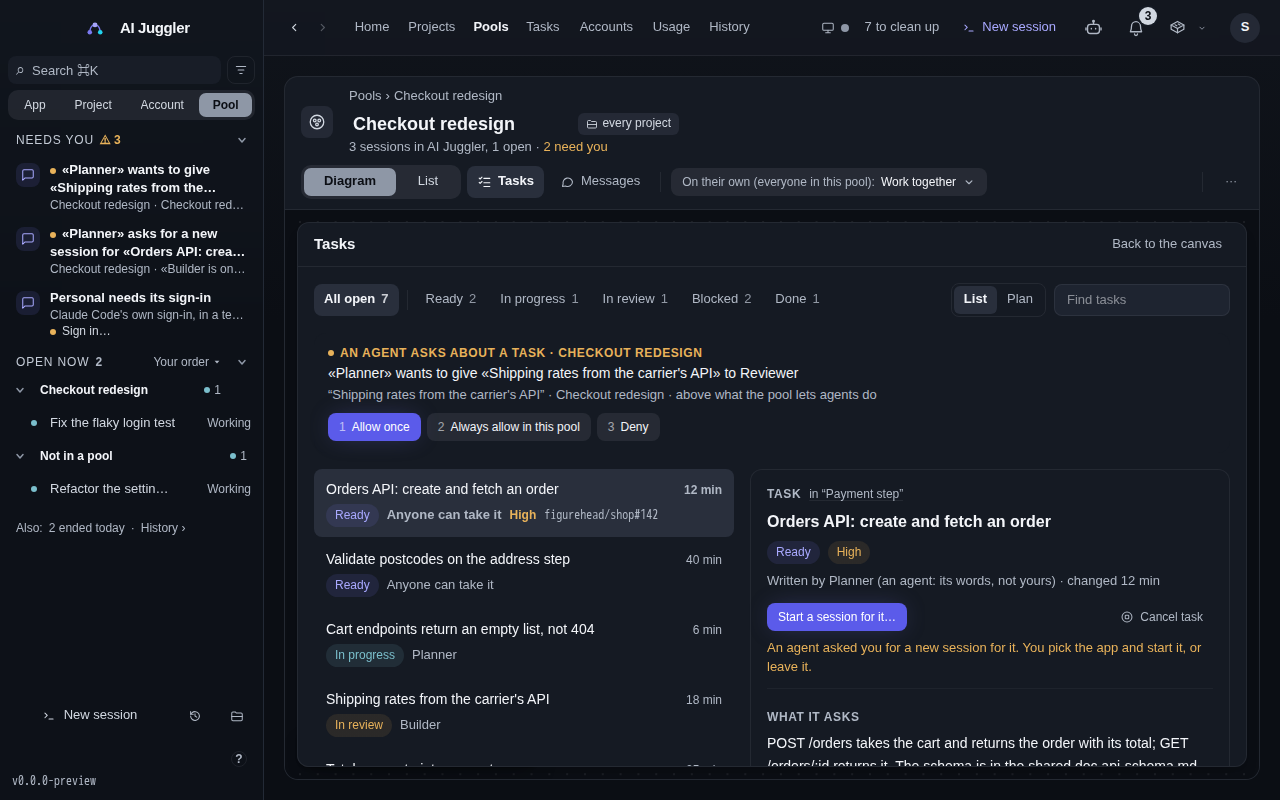 AI Juggler
Search ⌘K
App Project Account Pool
NEEDS YOU 3
«Planner» wants to give
«Shipping rates from the…
Checkout redesign · Checkout red…
«Planner» asks for a new
session for «Orders API: crea…
Checkout redesign · «Builder is on…
Personal needs its sign-in
Claude Code's own sign-in, in a te…
Sign in…
OPEN NOW 2 Your order
Checkout redesign 1
Fix the flaky login test Working
Not in a pool 1
Refactor the settin… Working
Also: 2 ended today · History ›
New session
?
v0.0.0-preview
Home Projects Pools Tasks Accounts Usage History 7 to clean up New session 3 S
Pools › Checkout redesign
Checkout redesign every project
3 sessions in AI Juggler, 1 open · 2 need you
Diagram List Tasks Messages On their own (everyone in this pool): Work together ···
Tasks Back to the canvas
All open 7 Ready 2 In progress 1 In review 1 Blocked 2 Done 1 List Plan Find tasks
AN AGENT ASKS ABOUT A TASK · CHECKOUT REDESIGN
«Planner» wants to give «Shipping rates from the carrier's API» to Reviewer
“Shipping rates from the carrier's API” · Checkout redesign · above what the pool lets agents do
1 Allow once 2 Always allow in this pool 3 Deny
Orders API: create and fetch an order 12 min
Ready Anyone can take it High figurehead/shop#142
Validate postcodes on the address step 40 min
Ready Anyone can take it
Cart endpoints return an empty list, not 404 6 min
In progress Planner
Shipping rates from the carrier's API 18 min
In review Builder
TASK in “Payment step”
Orders API: create and fetch an order
Ready High
Written by Planner (an agent: its words, not yours) · changed 12 min
Start a session for it… Cancel task
An agent asked you for a new session for it. You pick the app and start it, or
leave it.
WHAT IT ASKS
POST /orders takes the cart and returns the order with its total; GET
/orders/:id returns it. The schema is in the shared doc api-schema.md